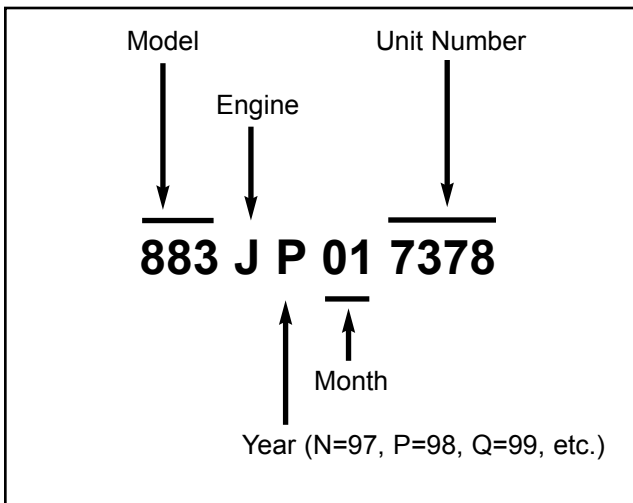 Model Unit Number
Engine
883 J P 01 7378
Month
Year (N=97, P=98, Q=99, etc.)